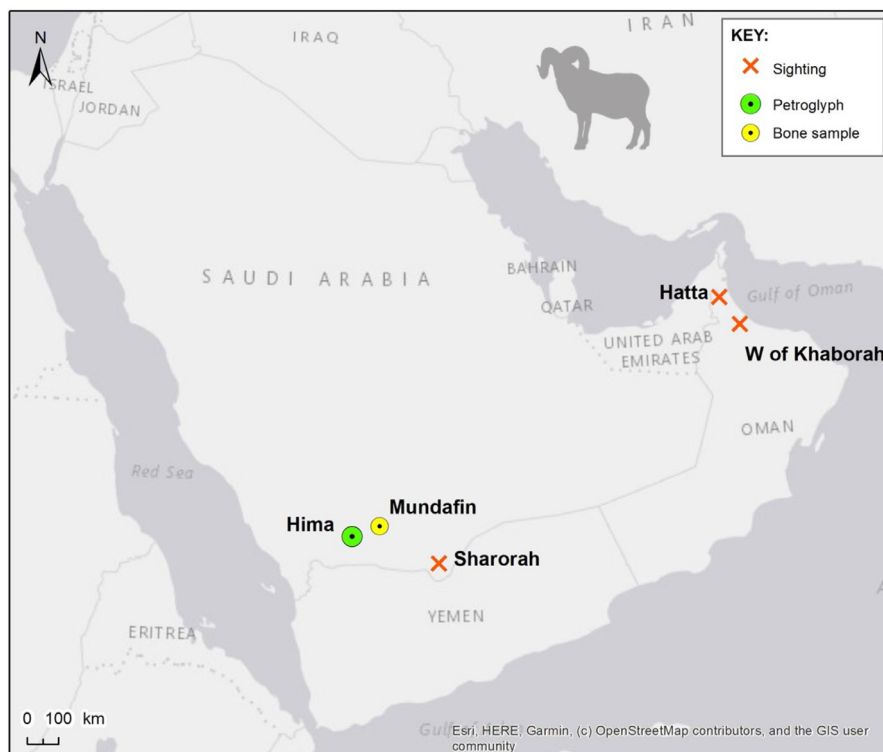 N
IRAQ
IRAN
KEY:
Sighting
Petroglyph
Bone sample
ISRAEL
JORDAN
SAUDI ARABIA
BAHRAIN
QATAR
Hatta
Gulf of Oman
UNITED ARAB
EMIRATES
W of Khaborah
OMAN
Red Sea
Mundafin
Hima
Sharorah
YEMEN
ERITREA
0 100 km
Gulf of
Esri, HERE, Garmin, (c) OpenStreetMap contributors, and the GIS user
community